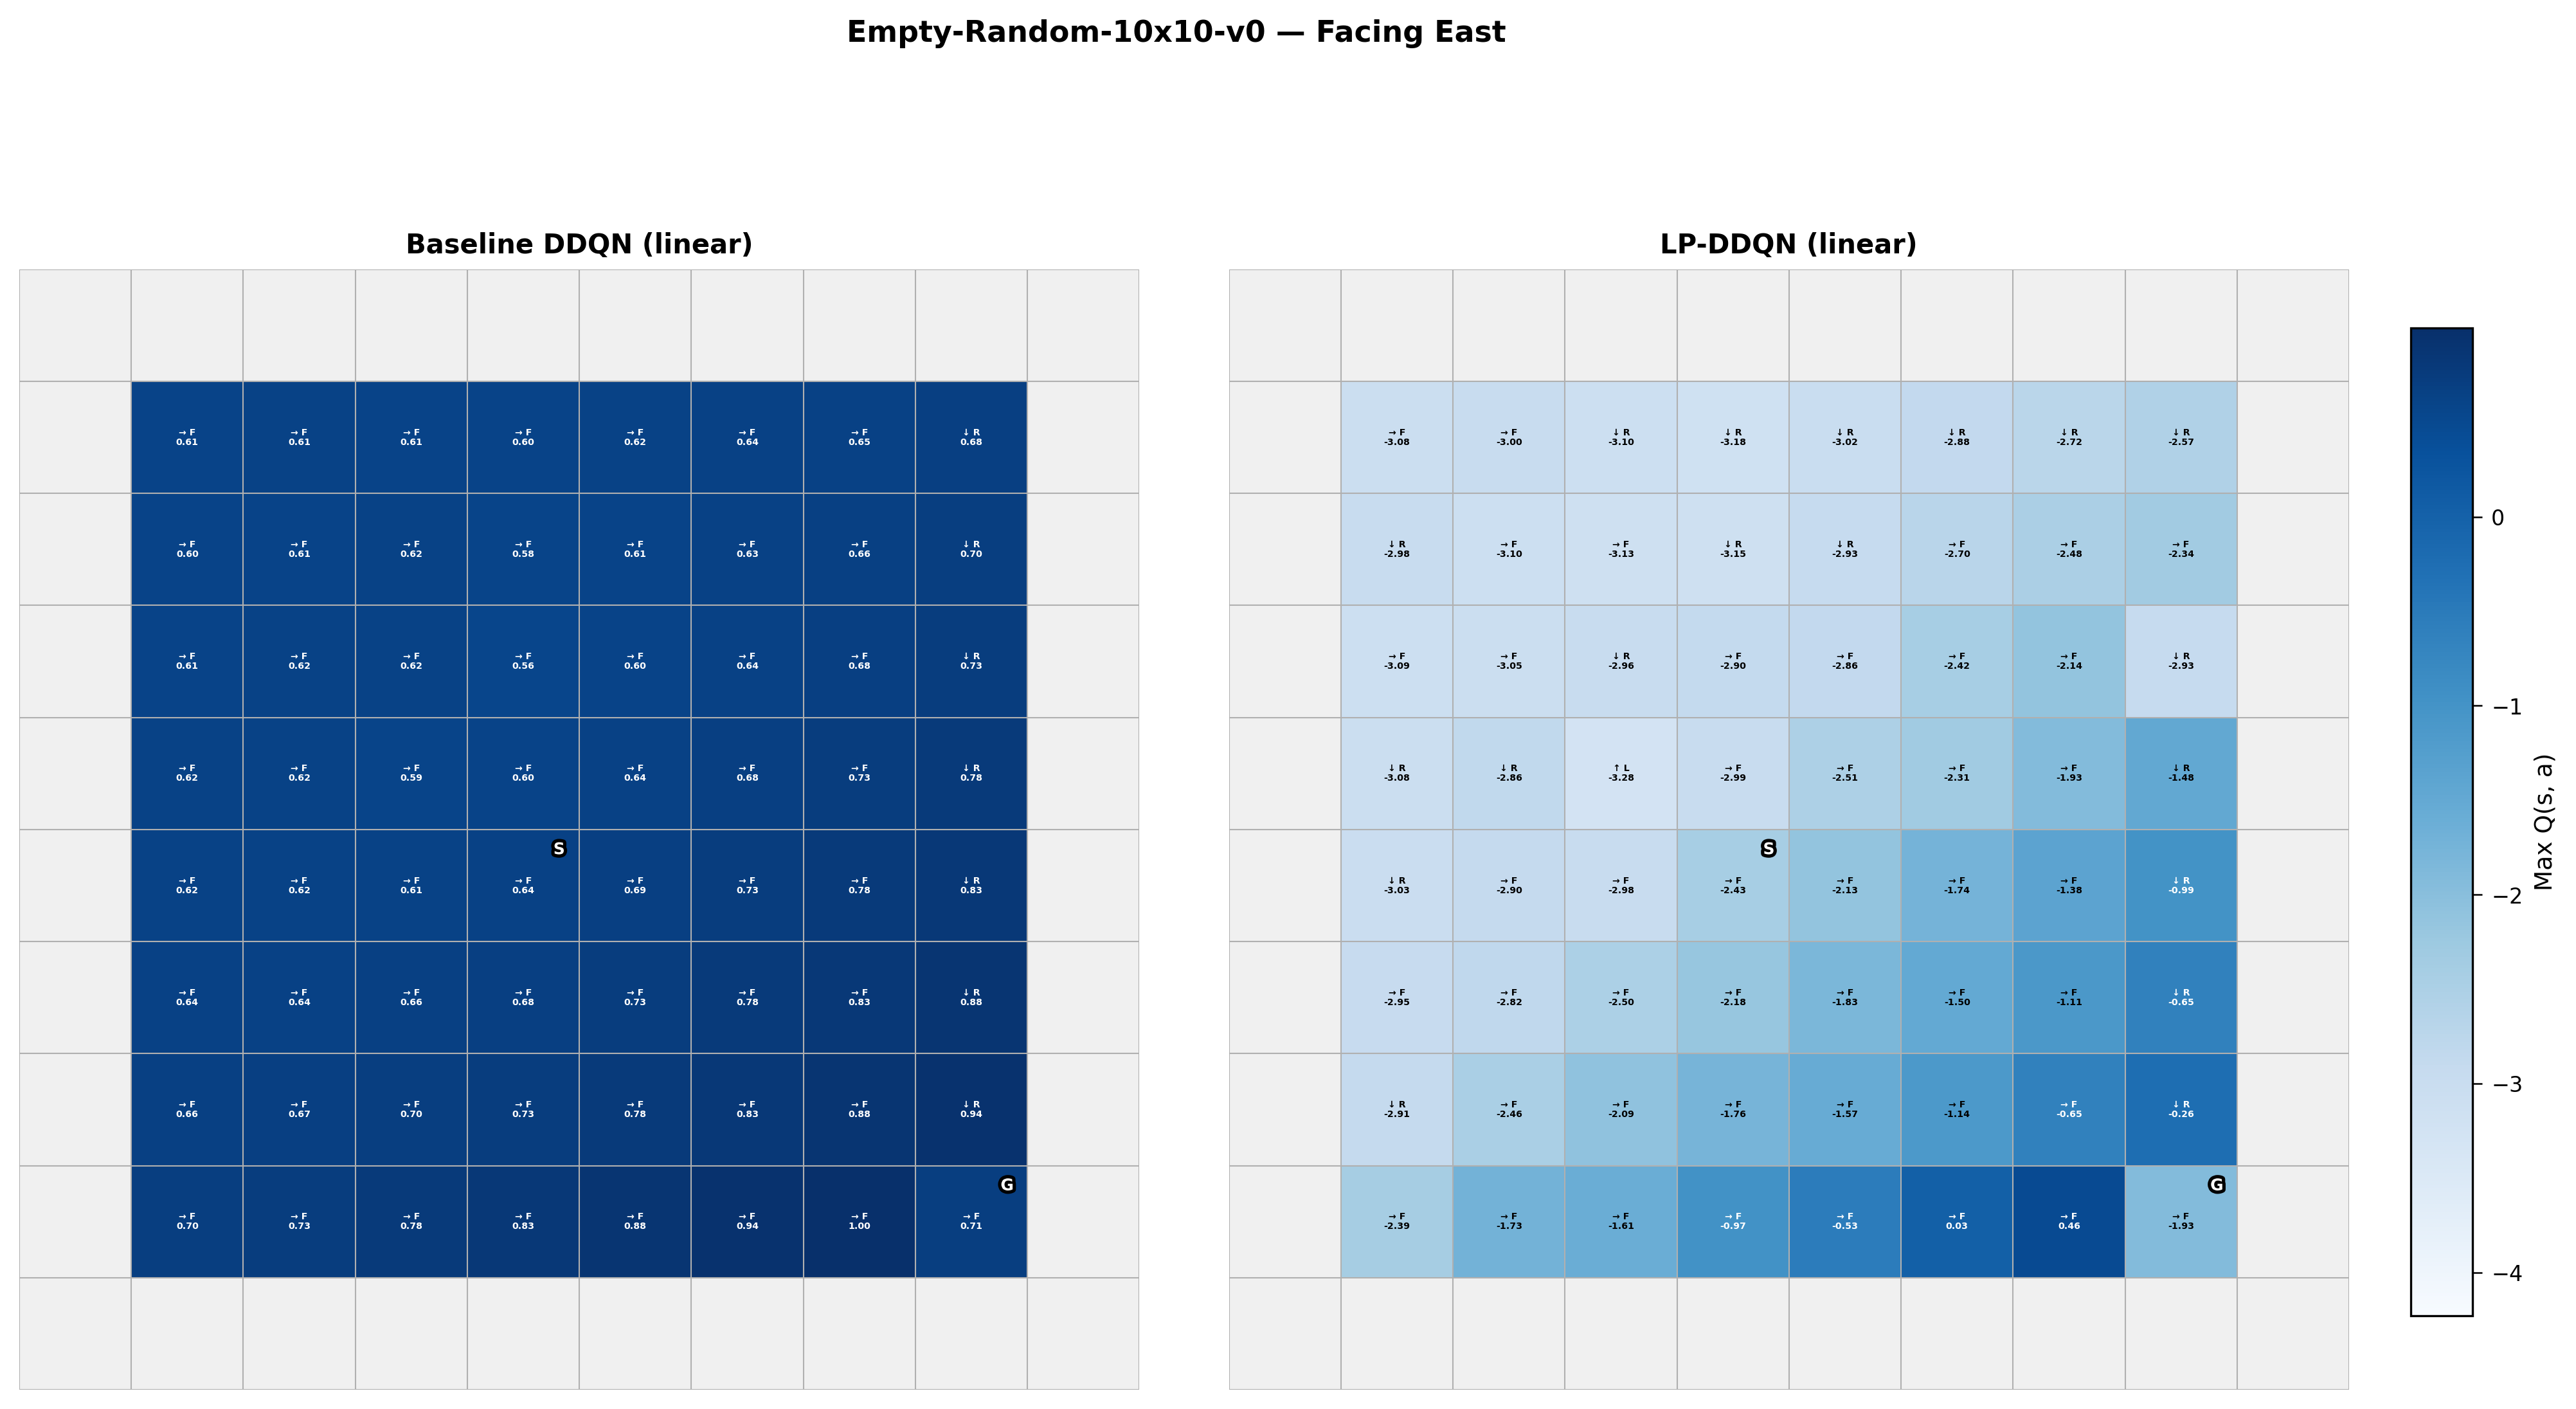 Empty-Random-10x10-v0 — Facing East
Baseline DDQN (linear)
→ F → F → F → F → F → F → F ↓ R
0.61 0.61 0.61 0.60 0.62 0.64 0.65 0.68
→ F → F → F → F → F → F → F ↓ R
0.60 0.61 0.62 0.58 0.61 0.63 0.66 0.70
→ F → F → F → F → F → F → F ↓ R
0.61 0.62 0.62 0.56 0.60 0.64 0.68 0.73
→ F → F → F → F → F → F → F ↓ R
0.62 0.62 0.59 0.60 0.64 0.68 0.73 0.78
S
→ F → F → F → F → F → F → F ↓ R
0.62 0.62 0.61 0.64 0.69 0.73 0.78 0.83
→ F → F → F → F → F → F → F ↓ R
0.64 0.64 0.66 0.68 0.73 0.78 0.83 0.88
→ F → F → F → F → F → F → F ↓ R
0.66 0.67 0.70 0.73 0.78 0.83 0.88 0.94
G
→ F → F → F → F → F → F → F → F
0.70 0.73 0.78 0.83 0.88 0.94 1.00 0.71
LP-DDQN (linear)
→ F → F ↓ R ↓ R ↓ R ↓ R ↓ R ↓ R
-3.08 -3.00 -3.10 -3.18 -3.02 -2.88 -2.72 -2.57
↓ R → F → F ↓ R ↓ R → F → F → F
-2.98 -3.10 -3.13 -3.15 -2.93 -2.70 -2.48 -2.34
→ F → F ↓ R → F → F → F → F ↓ R
-3.09 -3.05 -2.96 -2.90 -2.86 -2.42 -2.14 -2.93
↓ R ↓ R ↑ L → F → F → F → F ↓ R
-3.08 -2.86 -3.28 -2.99 -2.51 -2.31 -1.93 -1.48
S
↓ R → F → F → F → F → F → F ↓ R
-3.03 -2.90 -2.98 -2.43 -2.13 -1.74 -1.38 -0.99
→ F → F → F → F → F → F → F ↓ R
-2.95 -2.82 -2.50 -2.18 -1.83 -1.50 -1.11 -0.65
↓ R → F → F → F → F → F → F ↓ R
-2.91 -2.46 -2.09 -1.76 -1.57 -1.14 -0.65 -0.26
G
→ F → F → F → F → F → F → F → F
-2.39 -1.73 -1.61 -0.97 -0.53 0.03 0.46 -1.93
0
−1
−2
−3
−4
Max Q(s, a)